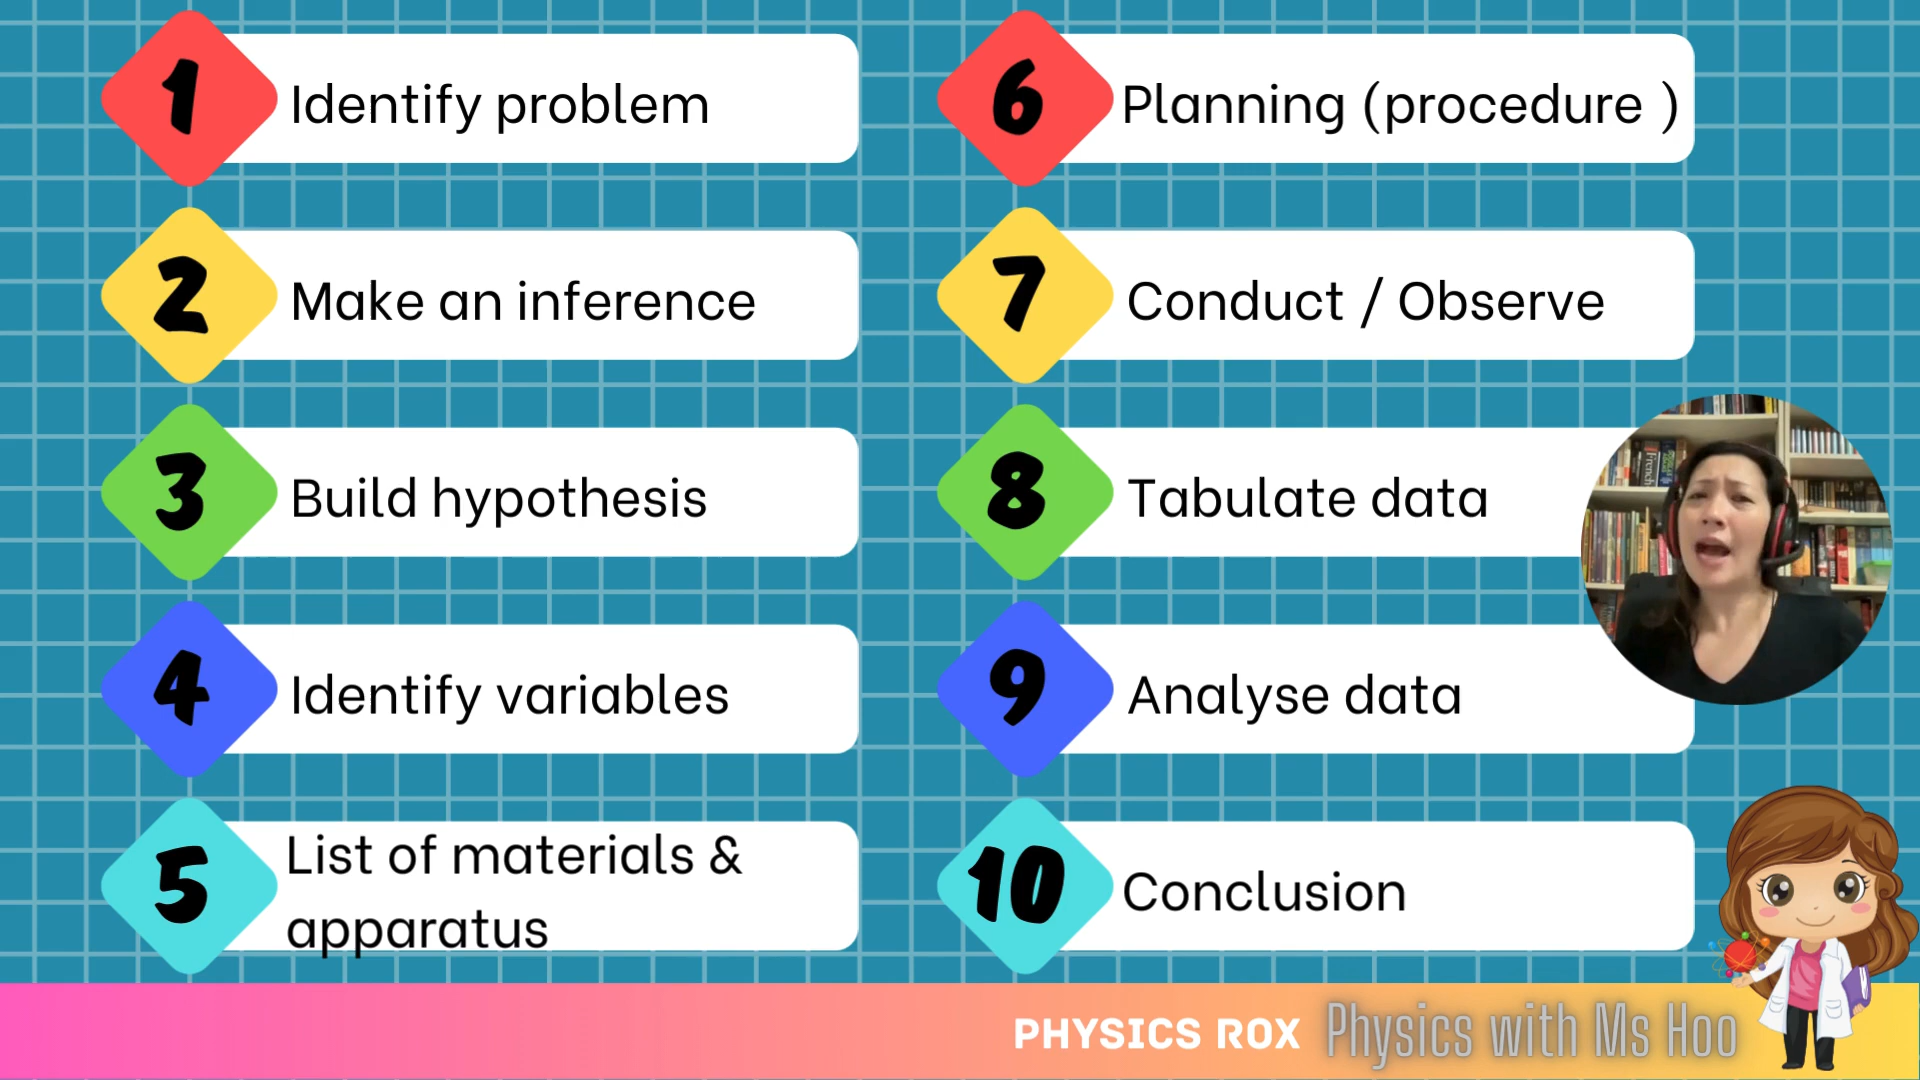 1
Identify problem
2
Make an inference
3
Build hypothesis
4
Identify variables
5
List of materials &
apparatus
6
Planning (procedure )
7
Conduct / Observe
8
Tabulate data
9
Analyse data
10
Conclusion
French
PHYSICS ROX
Physics with Ms Hoo